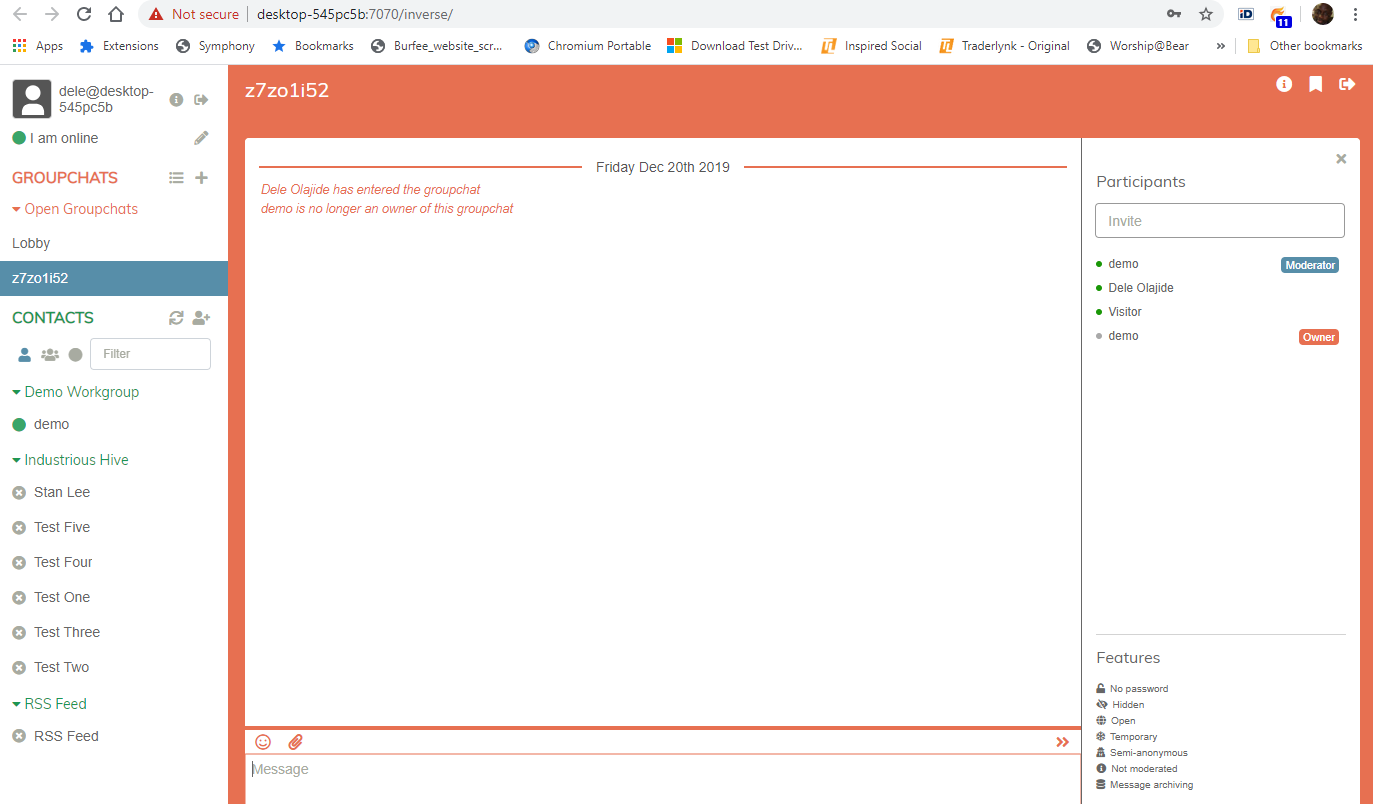 Not secure desktop-545pc5b:7070/inverse/
11
Apps Extensions Symphony Bookmarks Burfee_website_scr... Chromium Portable Download Test Driv... Inspired Social Traderlynk - Original Worship@Bear » Other bookmarks
dele@desktop-
545pc5b
I am online
GROUPCHATS
Open Groupchats
Lobby
z7zo1i52
CONTACTS
Filter
Demo Workgroup
demo
Industrious Hive
Stan Lee
Test Five
Test Four
Test One
Test Three
Test Two
RSS Feed
RSS Feed
z7zo1i52
Friday Dec 20th 2019
Dele Olajide has entered the groupchat
demo is no longer an owner of this groupchat
Message
Participants
Invite
demo Moderator
Dele Olajide
Visitor
demo Owner
Features
No password
Hidden
Open
Temporary
Semi-anonymous
Not moderated
Message archiving